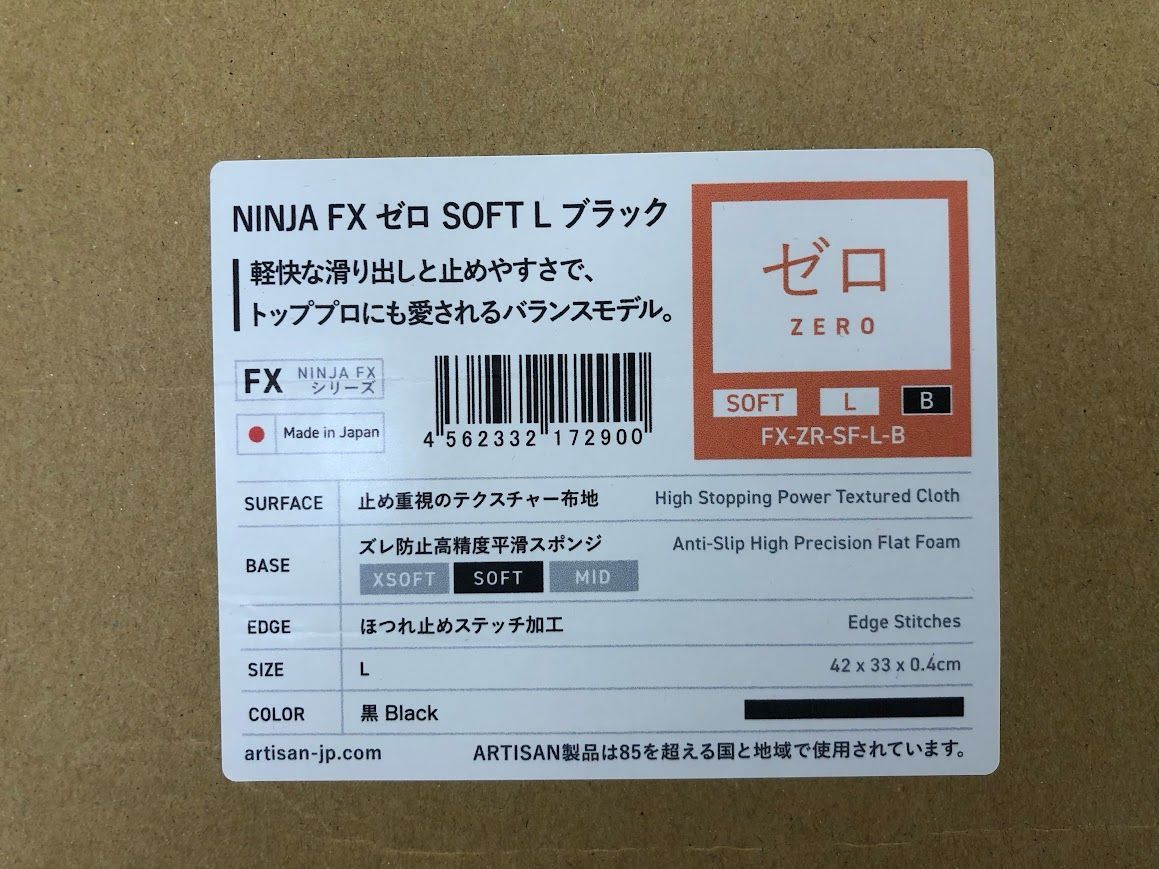 NINJA FX ゼロ SOFT L ブラック
軽快な滑り出しと止めやすさで、
トッププロにも愛されるバランスモデル。
FX NINJA FX シリーズ
Made in Japan
4 562332 172900
ゼロ
ZERO
SOFT L B
FX-ZR-SF-L-B
SURFACE 止め重視のテクスチャー布地 High Stopping Power Textured Cloth
BASE ズレ防止高精度平滑スポンジ Anti-Slip High Precision Flat Foam
XSOFT SOFT MID
EDGE ほつれ止めステッチ加工 Edge Stitches
SIZE L 42 x 33 x 0.4cm
COLOR 黒 Black
artisan-jp.com ARTISAN製品は85を超える国と地域で使用されています。